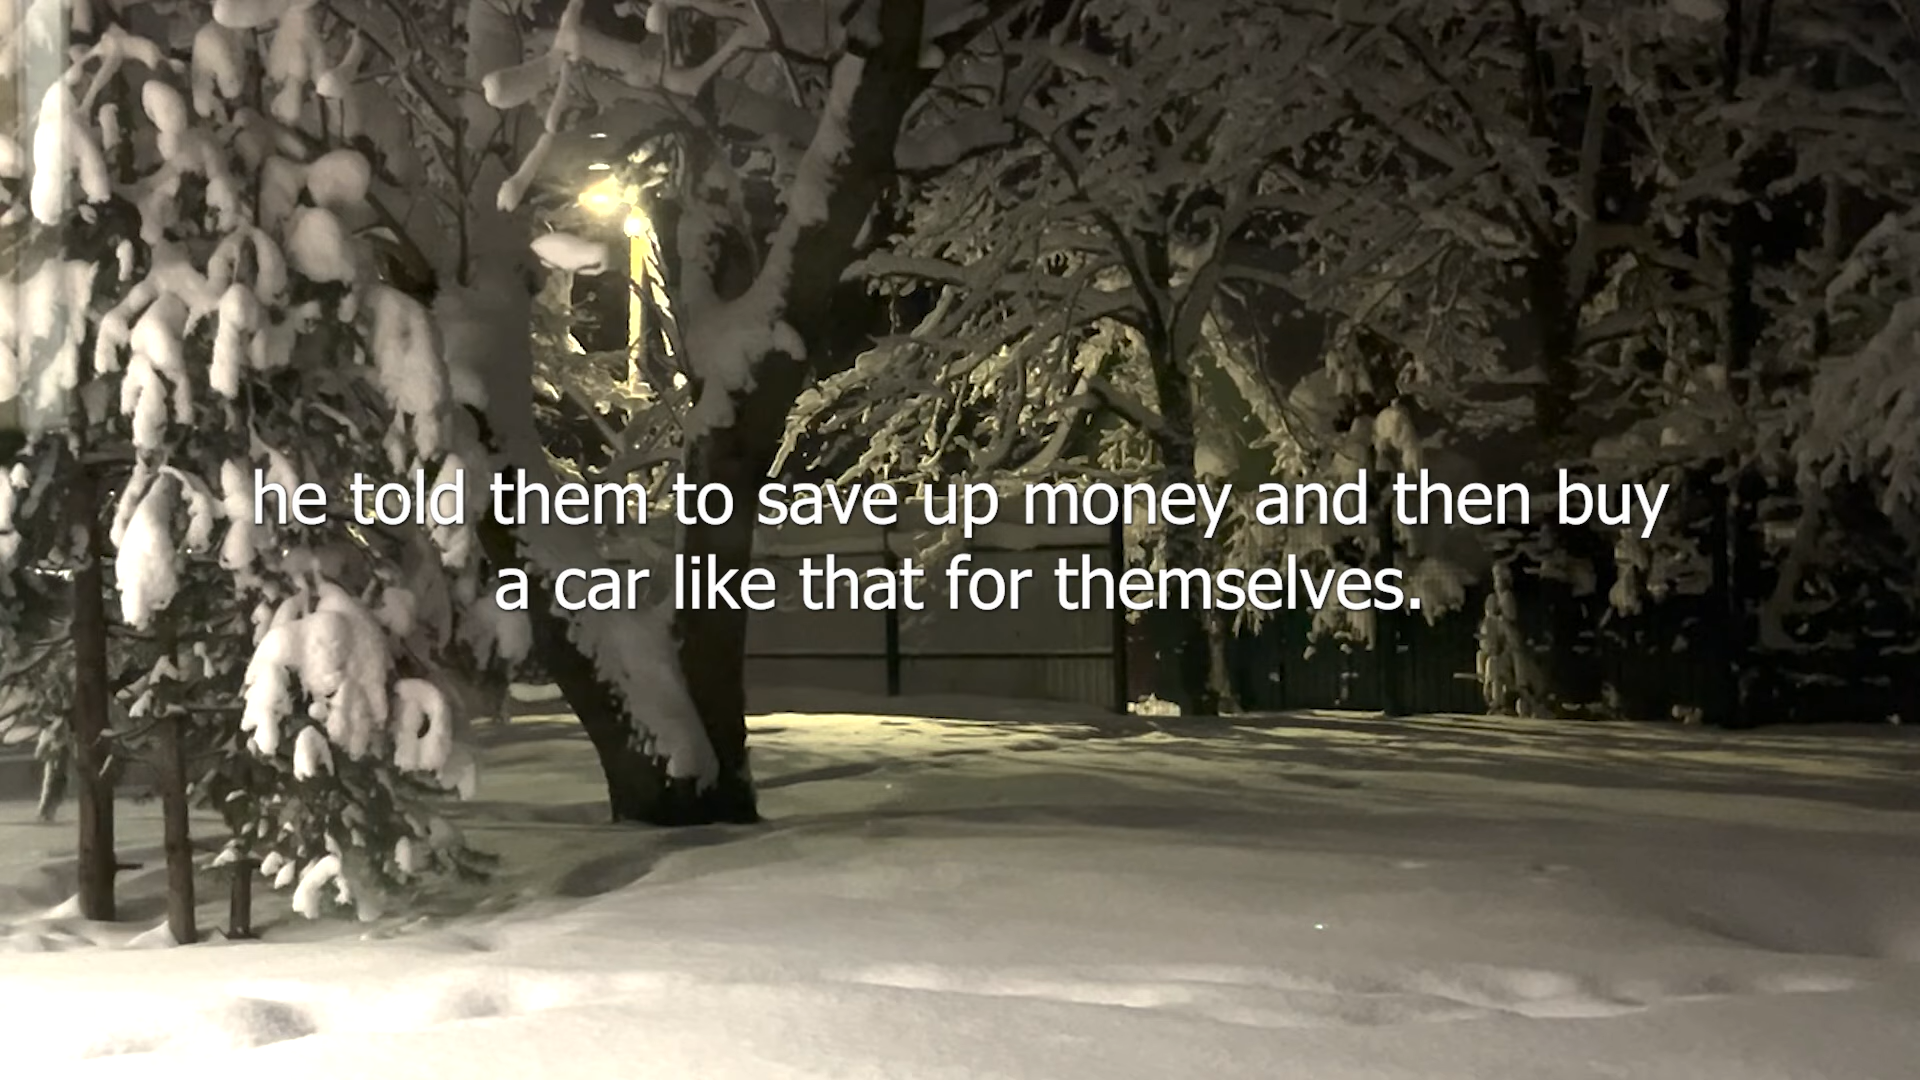 he told them to save up money and then buy
a car like that for themselves.